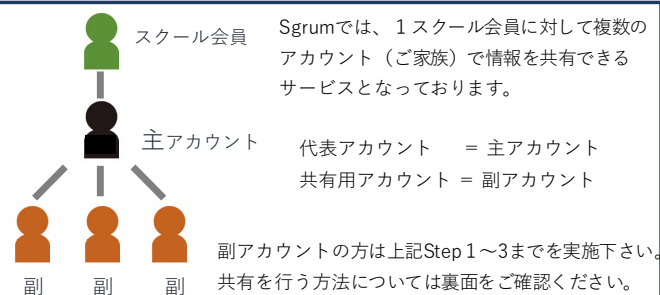 スクール会員
Sgrumでは、１スクール会員に対して複数の
アカウント（ご家族）で情報を共有できる
サービスとなっております。
主アカウント
代表アカウント　＝ 主アカウント
共有用アカウント ＝ 副アカウント
副アカウントの方は上記Step１～3までを実施下さい。
共有を行う方法については裏面をご確認ください。
副　副　副